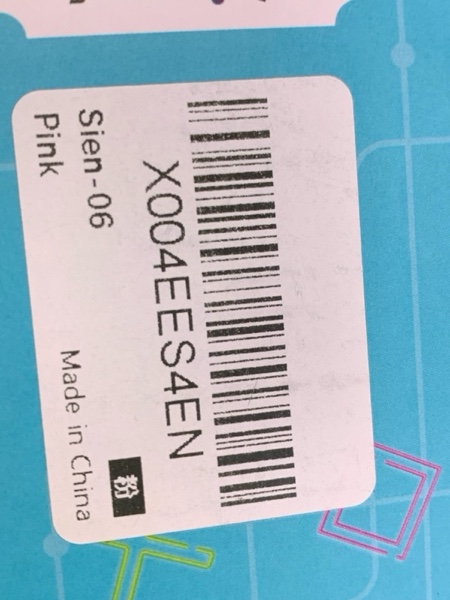 X004EES4EN
Sien-06
Pink
Made in China
粉